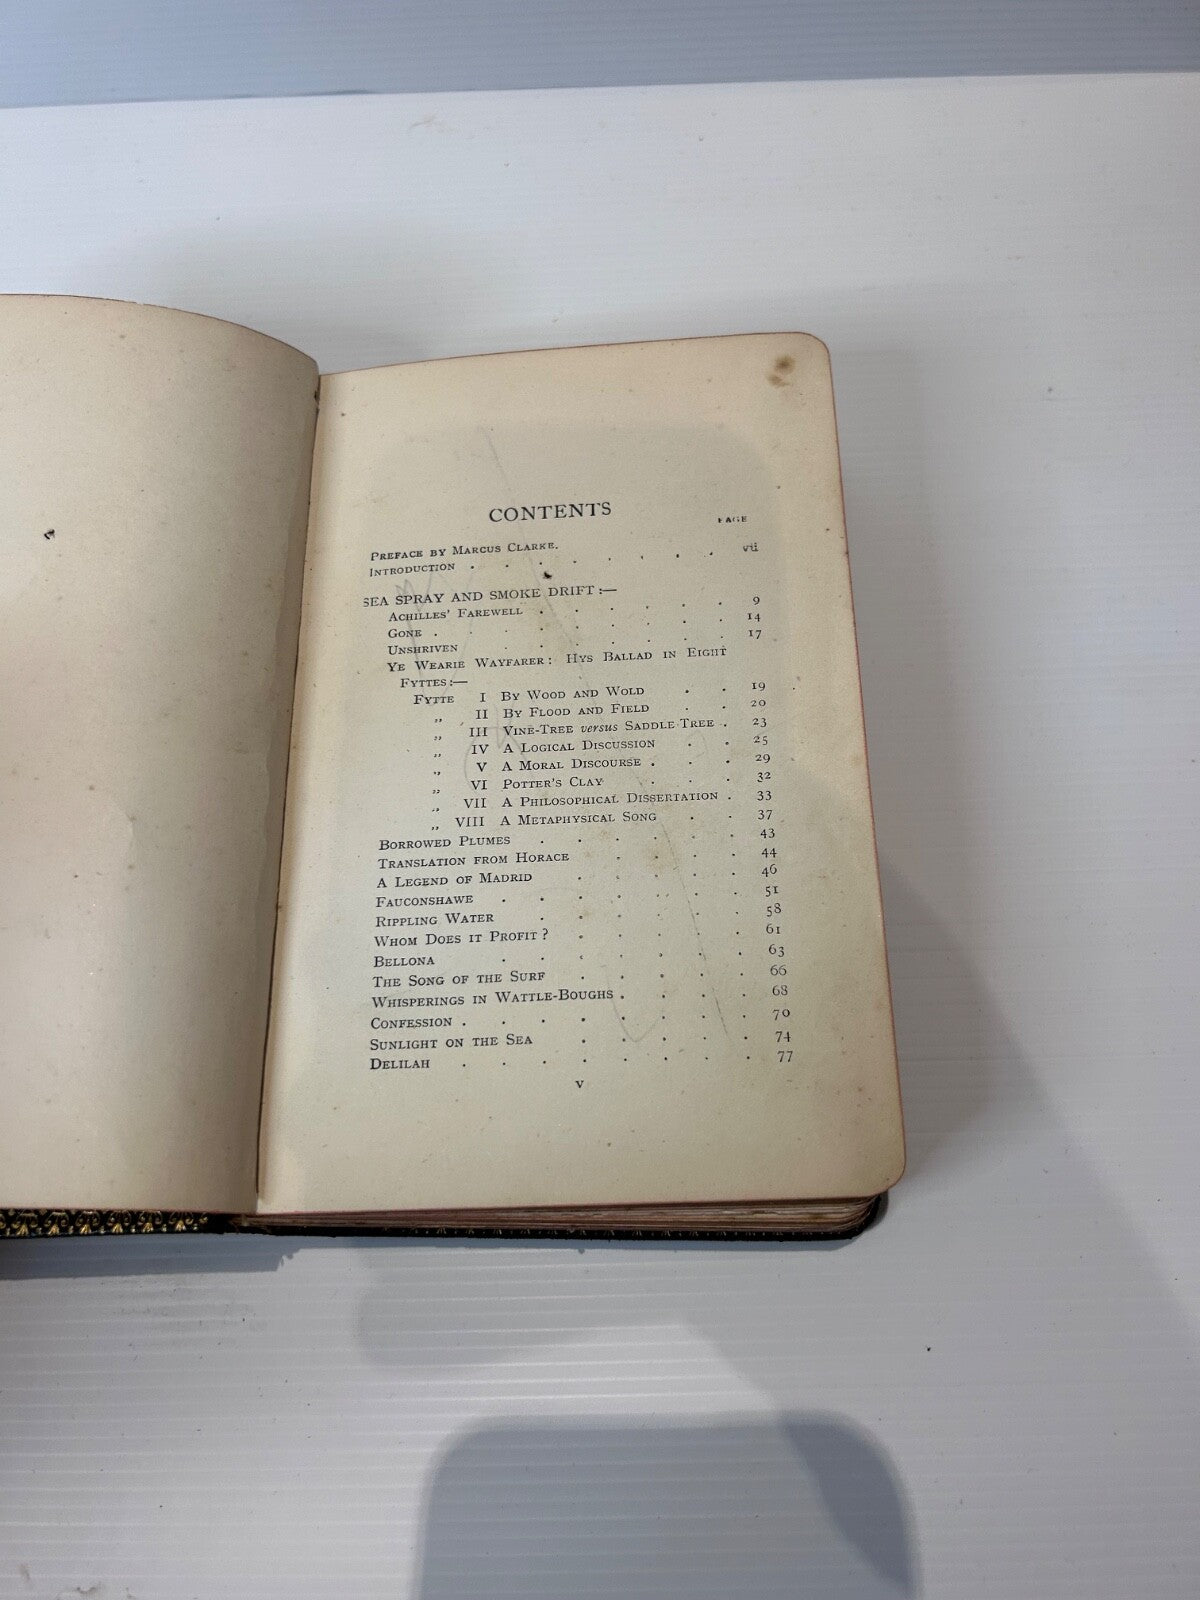 CONTENTS
PAGE
PREFACE BY MARCUS CLARKE.
INTRODUCTION . . . . . . . . vii
SEA SPRAY AND SMOKE DRIFT:—
ACHILLES' FAREWELL . . . . . . 9
GONE . . . . . . . . 14
UNSHRIVEN . . . . . . . 17
YE WEARIE WAYFARER: HYS BALLAD IN EIGHT
FYTTES:—
FYTTE I BY WOOD AND WOLD . . 19
„ II BY FLOOD AND FIELD . . 20
„ III VINE-TREE versus SADDLE TREE . 23
„ IV A LOGICAL DISCUSSION . . 25
„ V A MORAL DISCOURSE . . . 29
„ VI POTTER'S CLAY . . . 32
„ VII A PHILOSOPHICAL DISSERTATION . 33
„ VIII A METAPHYSICAL SONG . . 37
BORROWED PLUMES . . . . . . 43
TRANSLATION FROM HORACE . . . . 44
A LEGEND OF MADRID . . . . . 46
FAUCONSHAWE . . . . . . . 51
RIPPLING WATER . . . . . . 58
WHOM DOES IT PROFIT? . . . . . 61
BELLONA . . . . . . . 63
THE SONG OF THE SURF . . . . . 66
WHISPERINGS IN WATTLE-BOUGHS . . . . 68
CONFESSION . . . . . . . . 70
SUNLIGHT ON THE SEA . . . . . 74
DELILAH . . . . . . . . 77
v